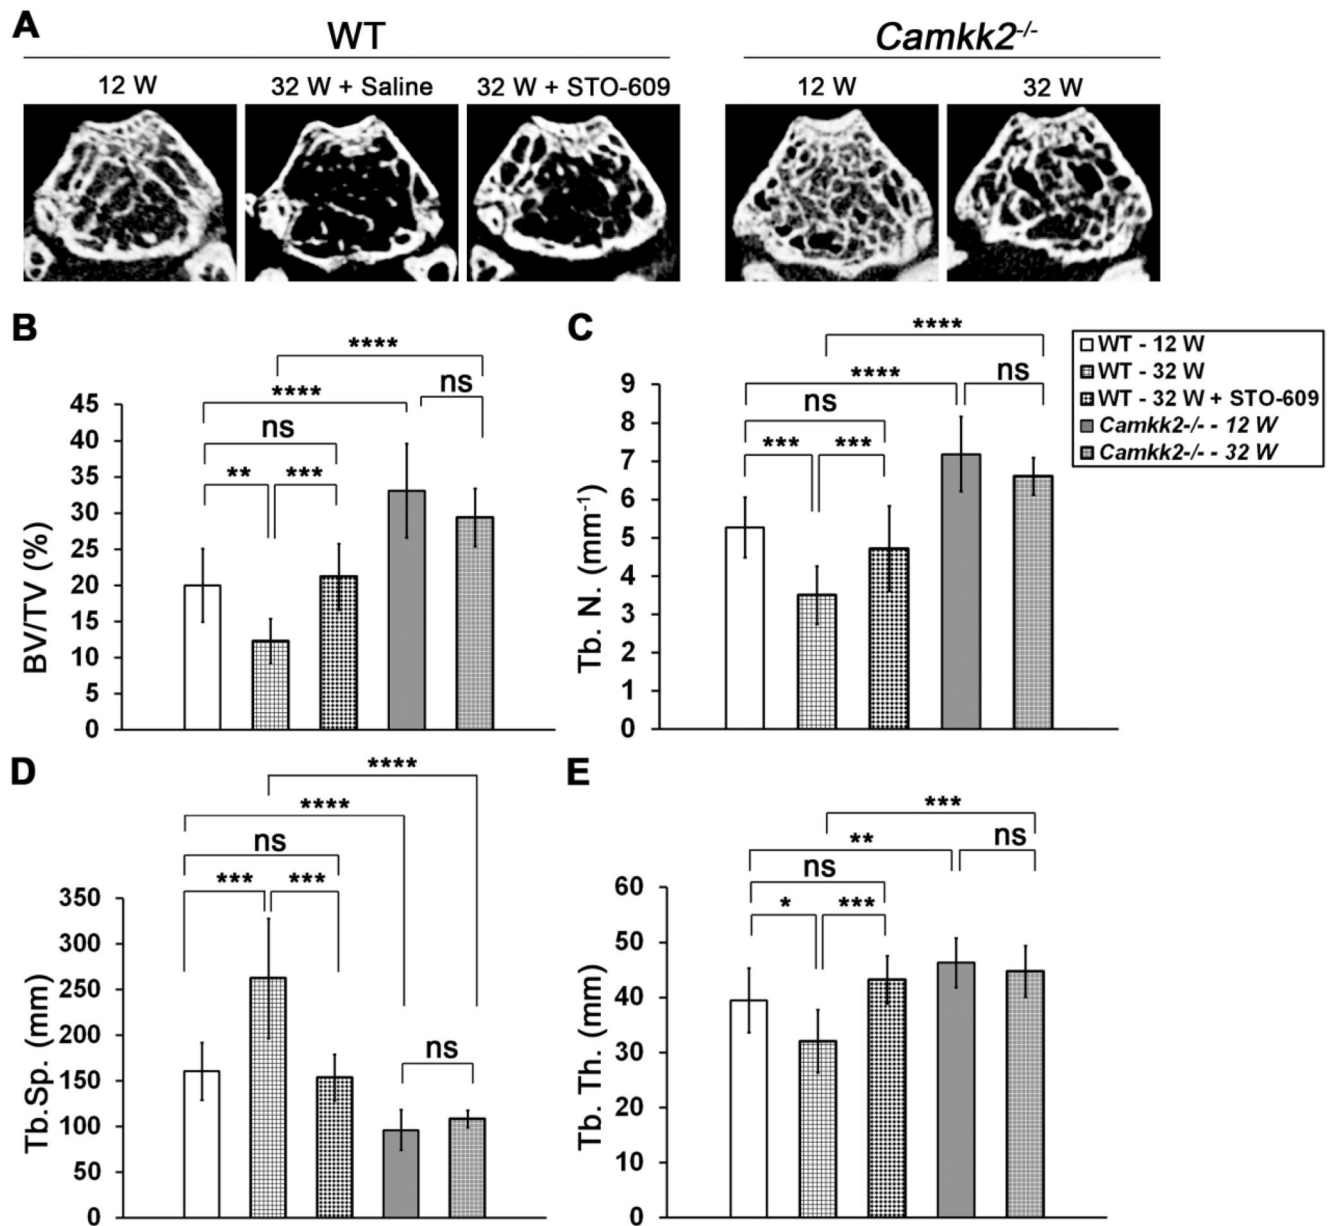 A
WT
Camkk2-/-
12 W
32 W + Saline
32 W + STO-609
12 W
32 W
B
****
ns
****
ns
**
***
45
40
35
30
25
20
15
10
5
0
BV/TV (%)
C
****
****
ns
ns
***
***
9
8
7
6
5
4
3
2
1
0
Tb. N. (mm-1)
WT - 12 W
WT - 32 W
WT - 32 W + STO-609
Camkk2-/- - 12 W
Camkk2-/- - 32 W
D
****
****
ns
***
***
ns
350
300
250
200
150
100
50
0
Tb.Sp. (mm)
E
***
**
ns
ns
*
***
60
50
40
30
20
10
0
Tb. Th. (mm)